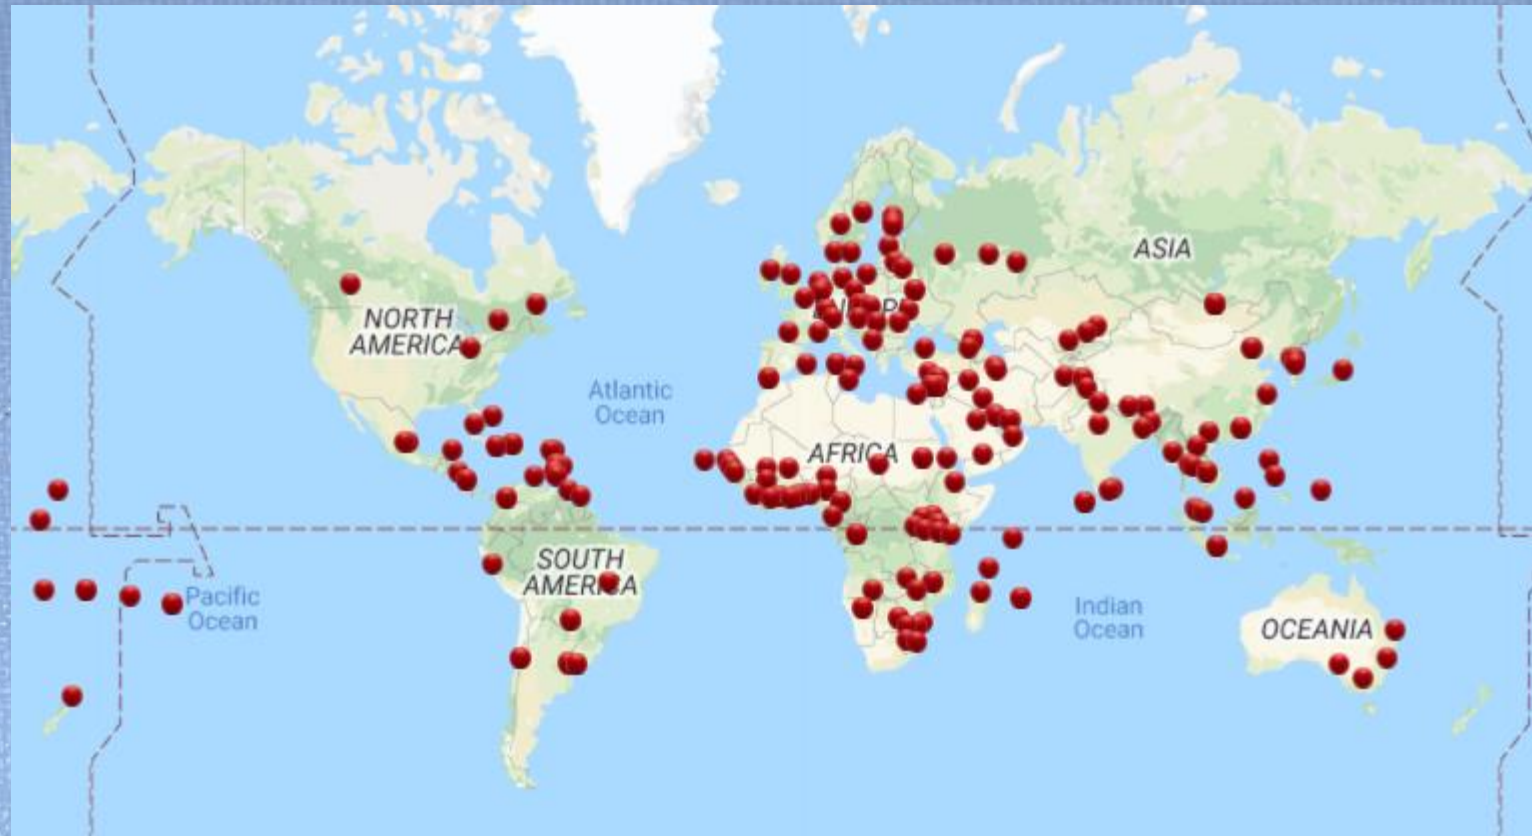 ASIA
NORTH
AMERICA
Atlantic
Ocean
AFRICA
SOUTH
AMERICA
Pacific
Ocean
Indian
Ocean
OCEANIA